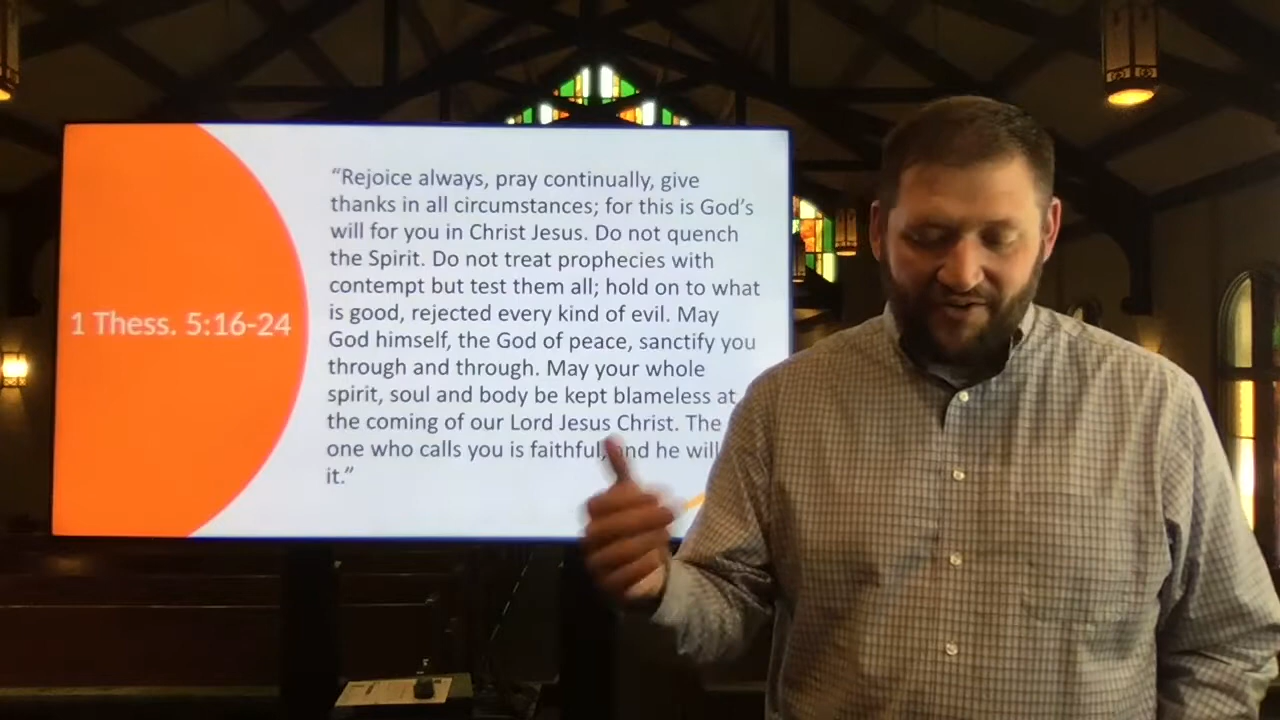 1 Thess. 5:16-24
“Rejoice always, pray continually, give
thanks in all circumstances; for this is God’s
will for you in Christ Jesus. Do not quench
the Spirit. Do not treat prophecies with
contempt but test them all; hold on to what
is good, rejected every kind of evil. May
God himself, the God of peace, sanctify you
through and through. May your whole
spirit, soul and body be kept blameless at
the coming of our Lord Jesus Christ. The
one who calls you is faithful, and he will
it.”